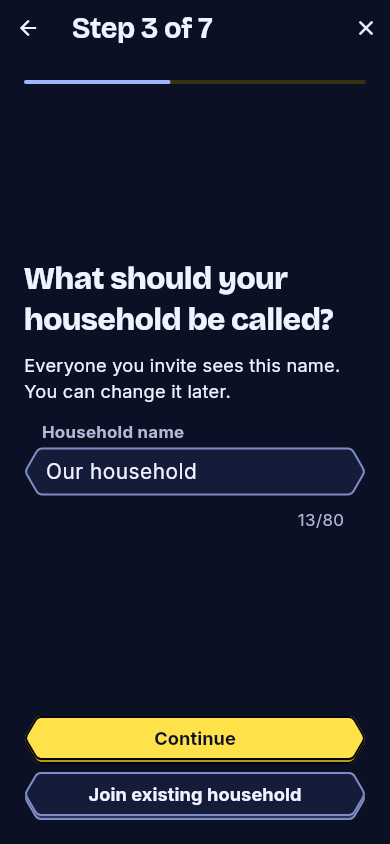 Step 3 of 7
What should your
household be called?
Everyone you invite sees this name.
You can change it later.
Household name
Our household
13/80
Continue
Join existing household